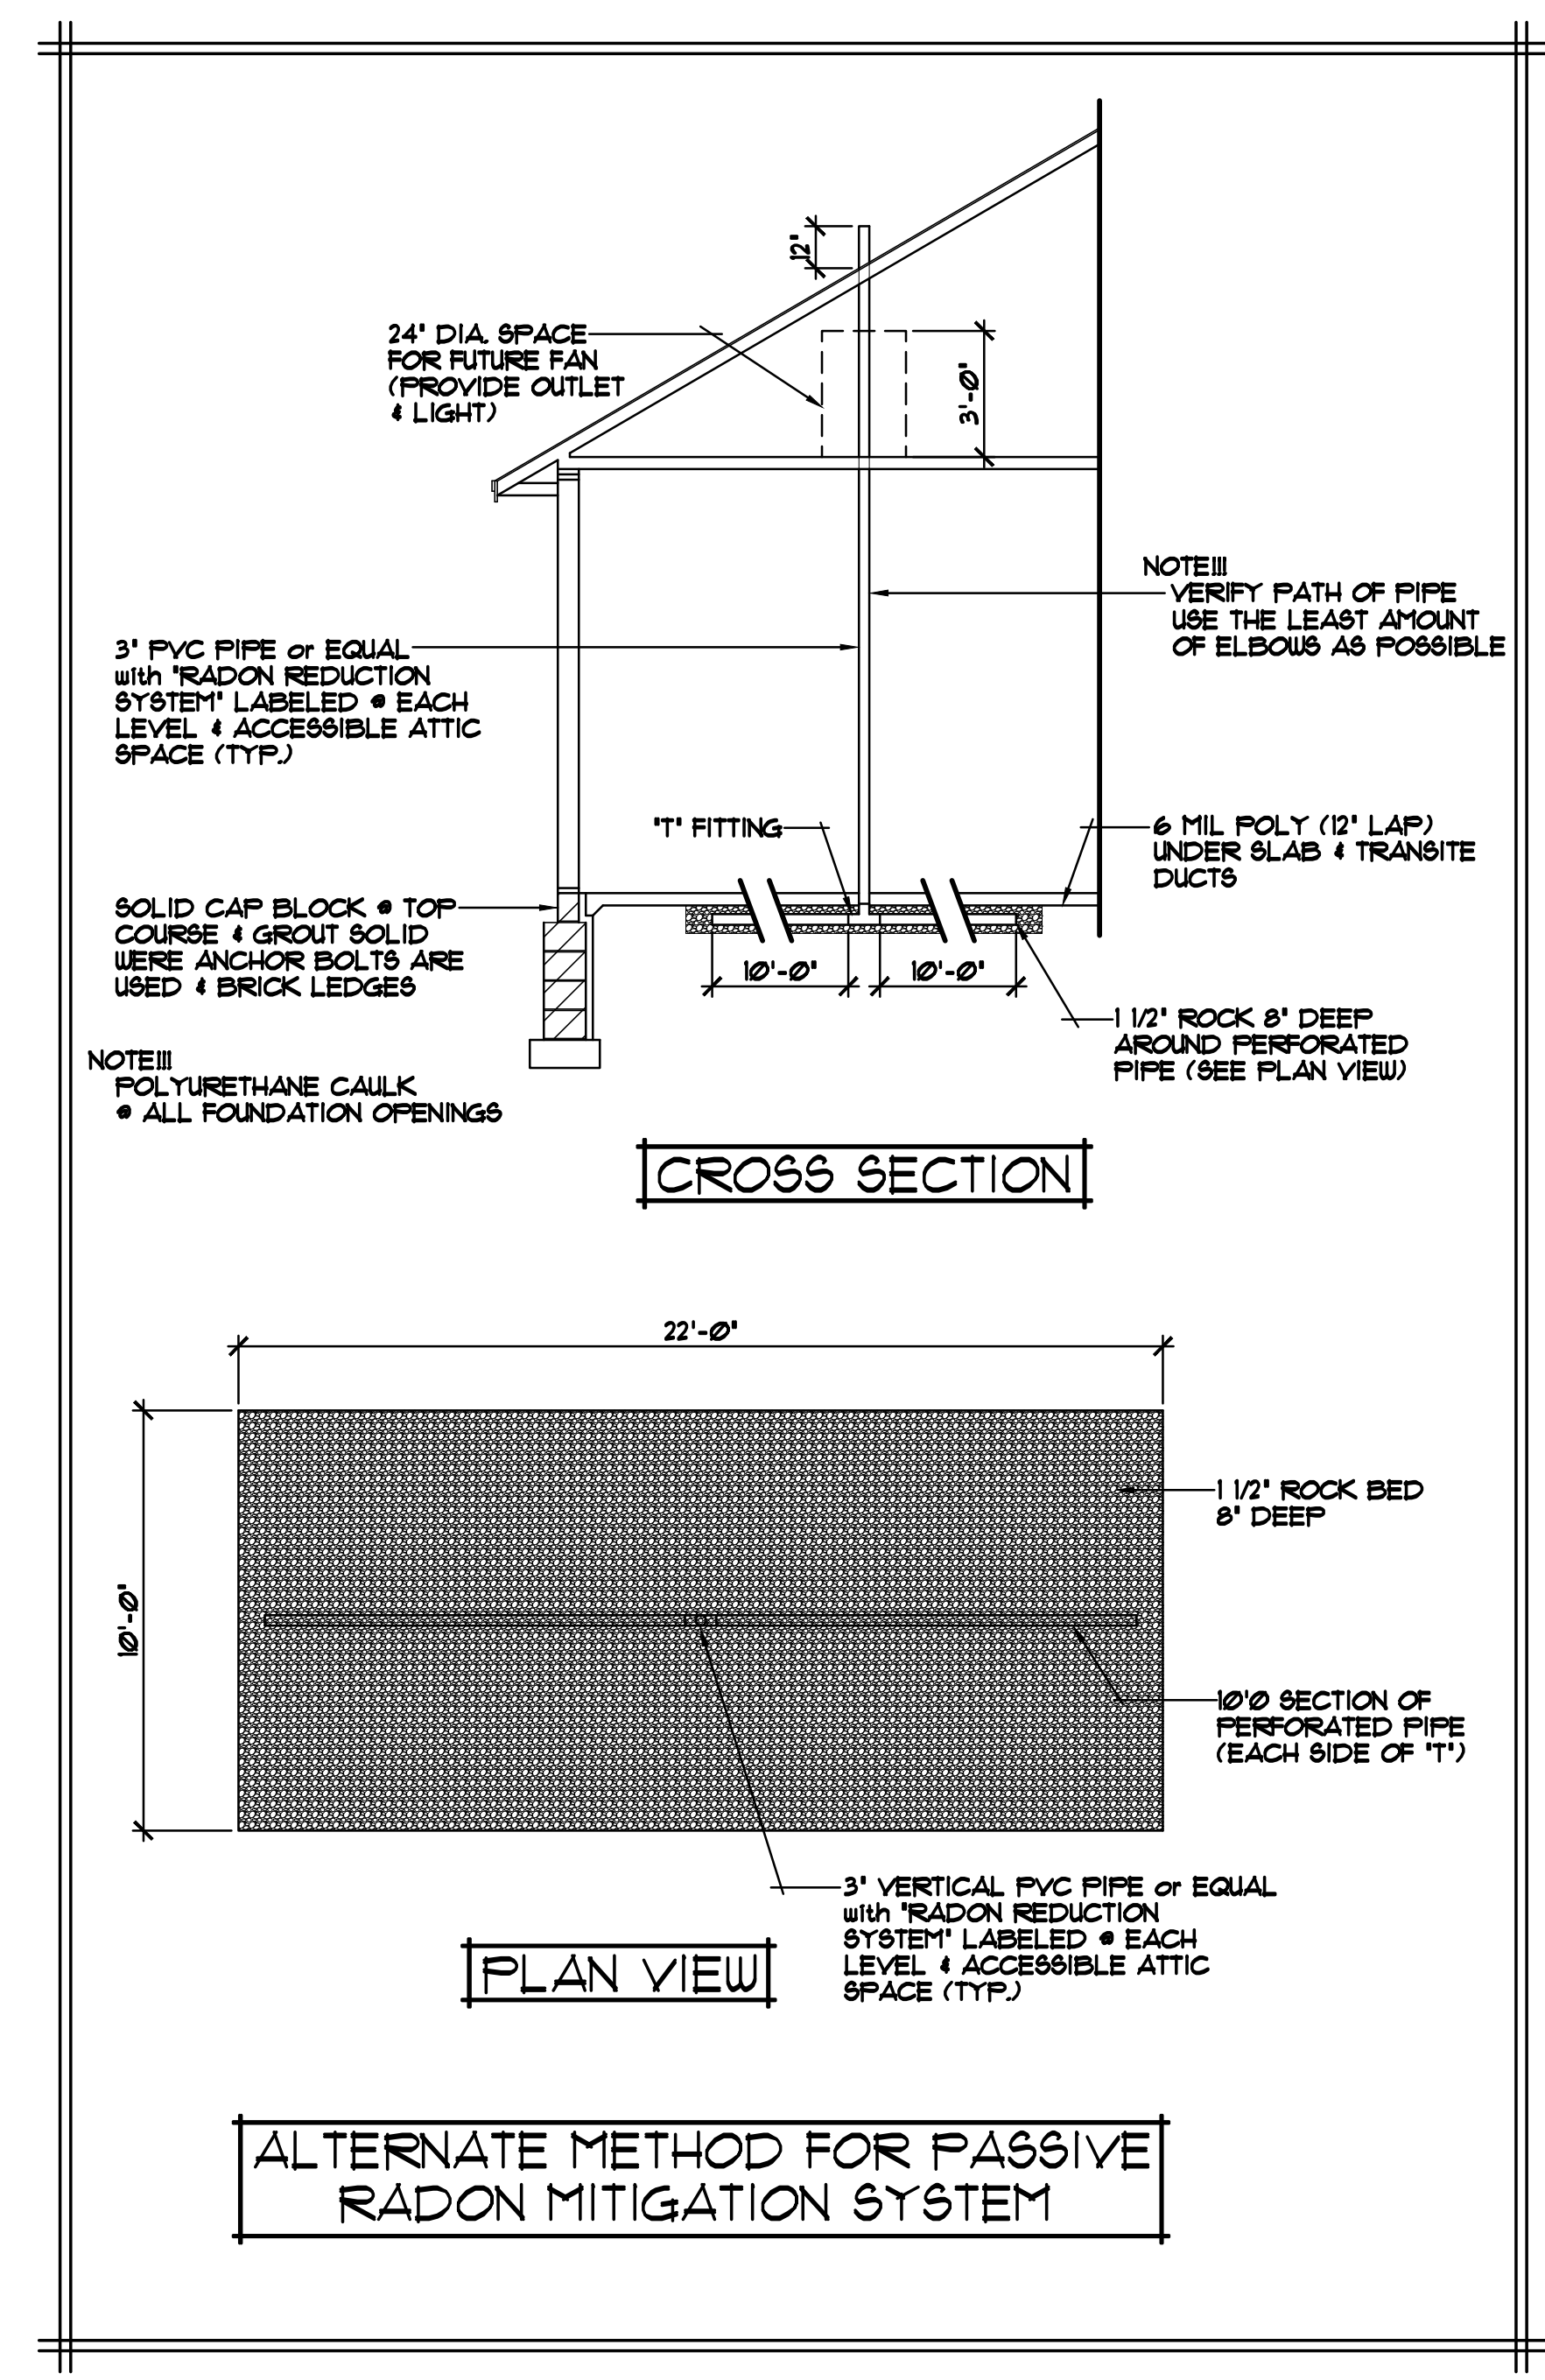 12"
24" DIA. SPACE
FOR FUTURE FAN
(PROVIDE OUTLET
& LIGHT)
3'-0"
NOTE!!!
VERIFY PATH OF PIPE
USE THE LEAST AMOUNT
OF ELBOWS AS POSSIBLE
3" PVC PIPE or EQUAL
with "RADON REDUCTION
SYSTEM" LABELED @ EACH
LEVEL & ACCESSIBLE ATTIC
SPACE (TYP.)
"T" FITTING
6 MIL POLY (12" LAP)
UNDER SLAB & TRANSITE
DUCTS
SOLID CAP BLOCK @ TOP
COURSE & GROUT SOLID
WERE ANCHOR BOLTS ARE
USED & BRICK LEDGES
10'-0"
10'-0"
1 1/2" ROCK 8" DEEP
AROUND PERFORATED
PIPE (SEE PLAN VIEW)
NOTE!!!
POLYURETHANE CAULK
@ ALL FOUNDATION OPENINGS
CROSS SECTION
22'-0"
10'-0"
1 1/2" ROCK BED
8" DEEP
10'0 SECTION OF
PERFORATED PIPE
(EACH SIDE OF "T")
3" VERTICAL PVC PIPE or EQUAL
with "RADON REDUCTION
SYSTEM" LABELED @ EACH
LEVEL & ACCESSIBLE ATTIC
SPACE (TYP.)
PLAN VIEW
ALTERNATE METHOD FOR PASSIVE
RADON MITIGATION SYSTEM